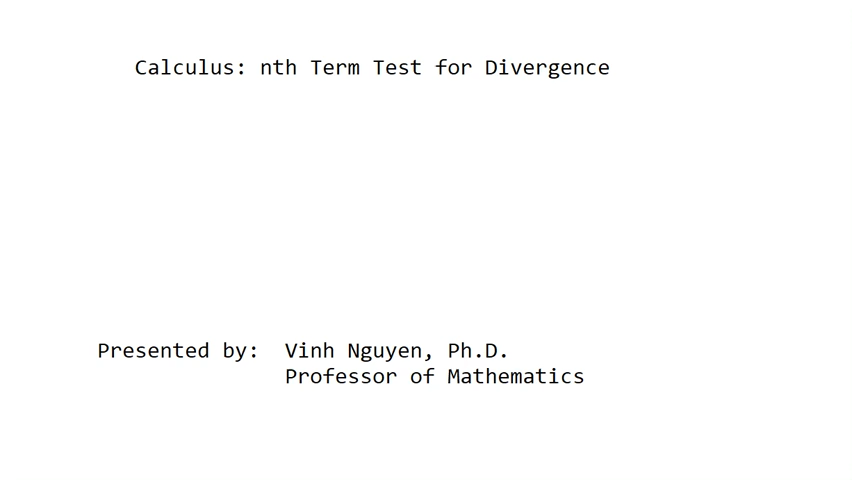 Calculus: nth Term Test for Divergence
Presented by: Vinh Nguyen, Ph.D.
Professor of Mathematics